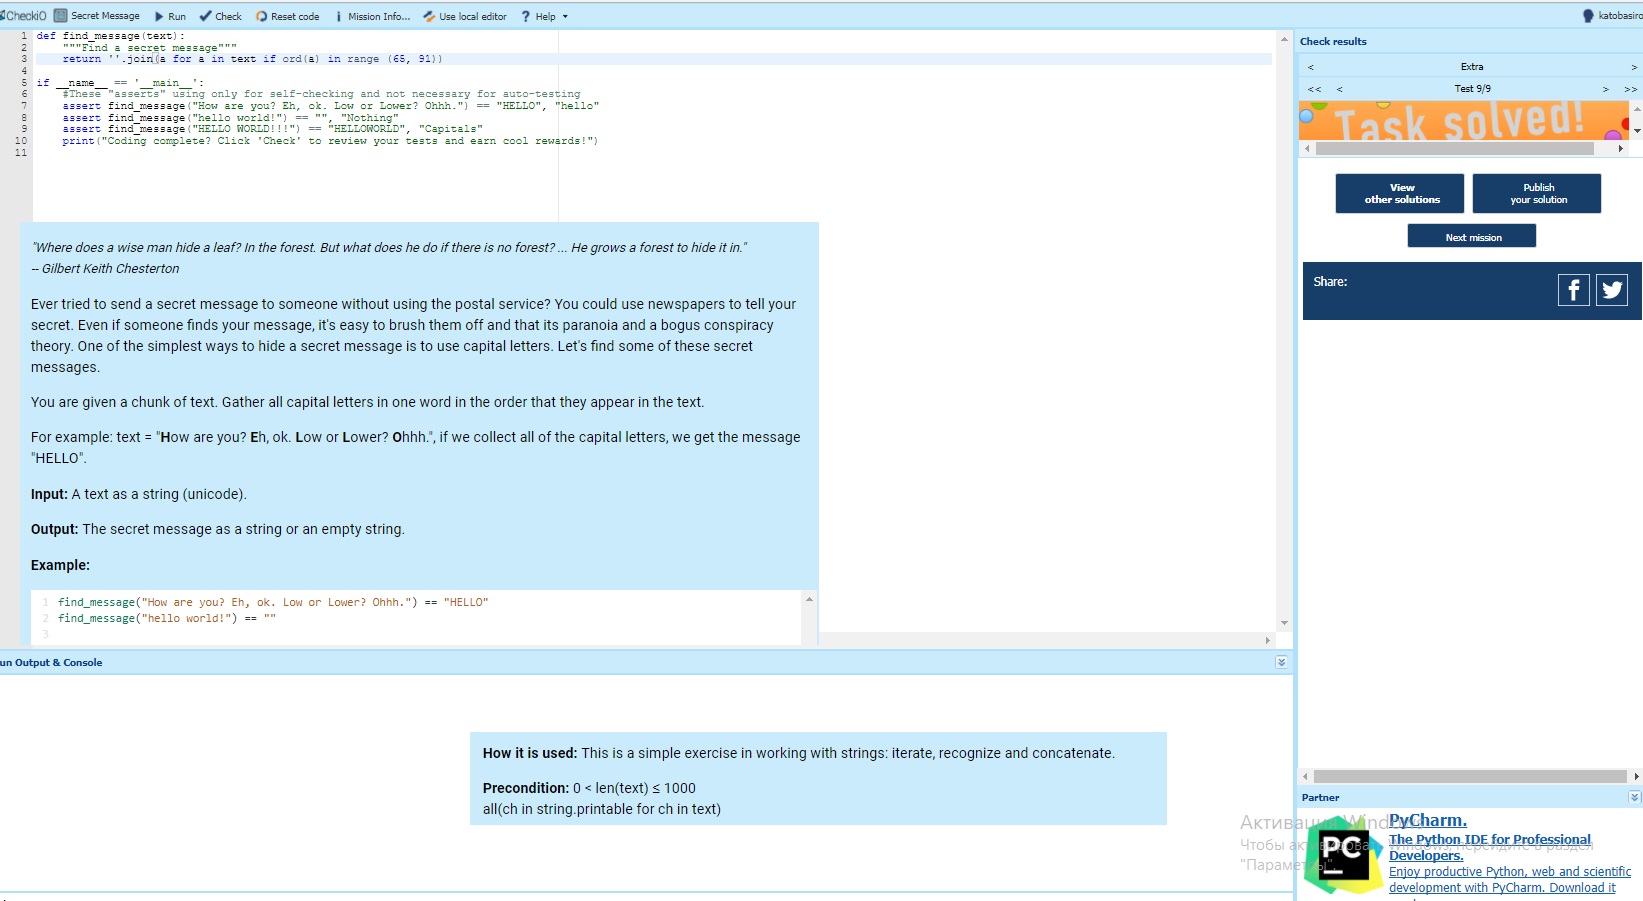 CheckiO Secret Message Run Check Reset code Mission Info... Use local editor ? Help katobasiro
1 def find_message(text):
2 """Find a secret message"""
3 return ''.join(a for a in text if ord(a) in range (65, 91))
4
5 if __name__ == '__main__':
6 #These "asserts" using only for self-checking and not necessary for auto-testing
7 assert find_message("How are you? Eh, ok. Low or Lower? Ohhh.") == "HELLO", "hello"
8 assert find_message("hello world!") == "", "Nothing"
9 assert find_message("HELLO WORLD!!!") == "HELLOWORLD", "Capitals"
10 print("Coding complete? Click 'Check' to review your tests and earn cool rewards!")
11
"Where does a wise man hide a leaf? In the forest. But what does he do if there is no forest? ... He grows a forest to hide it in."
-- Gilbert Keith Chesterton
Ever tried to send a secret message to someone without using the postal service? You could use newspapers to tell your
secret. Even if someone finds your message, it's easy to brush them off and that its paranoia and a bogus conspiracy
theory. One of the simplest ways to hide a secret message is to use capital letters. Let's find some of these secret
messages.
You are given a chunk of text. Gather all capital letters in one word in the order that they appear in the text.
For example: text = "How are you? Eh, ok. Low or Lower? Ohhh.", if we collect all of the capital letters, we get the message
"HELLO".
Input: A text as a string (unicode).
Output: The secret message as a string or an empty string.
Example:
1 find_message("How are you? Eh, ok. Low or Lower? Ohhh.") == "HELLO"
2 find_message("hello world!") == ""
3
un Output & Console
How it is used: This is a simple exercise in working with strings: iterate, recognize and concatenate.
Precondition: 0 < len(text) ≤ 1000
all(ch in string.printable for ch in text)
Check results
< Extra >
<< < Test 9/9 > >>
Task solved!
View
other solutions
Publish
your solution
Next mission
Share:
Partner
PC
PyCharm.
The Python IDE for Professional
Developers.
Enjoy productive Python, web and scientific
development with PyCharm. Download it
Активация Windows
Чтобы активировать Windows, перейдите в раздел
"Параметры".